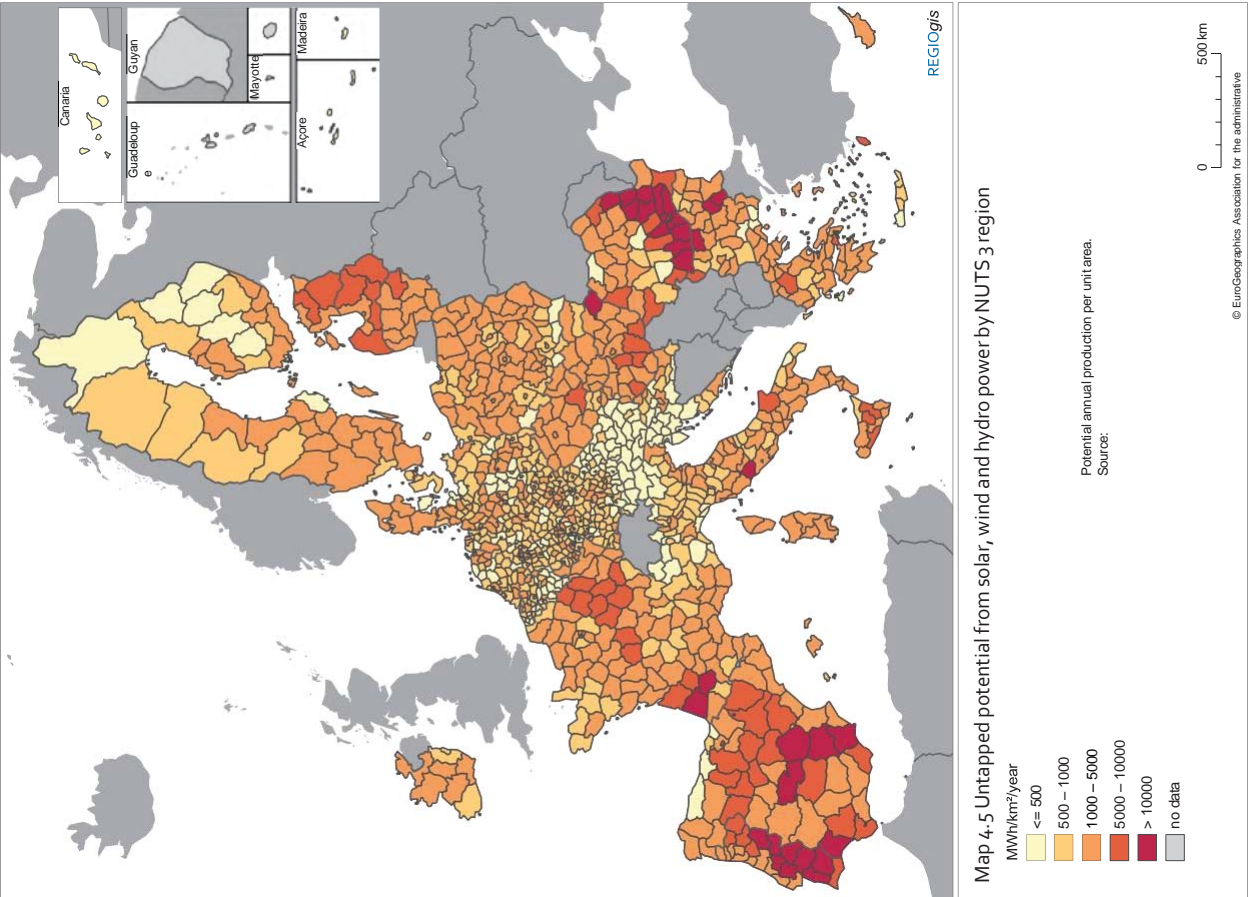 Canaria
Guadeloup
e
Guyan
Mayotte
Açore
Madeira
REGIOgis
Map 4.5 Untapped potential from solar, wind and hydro power by NUTS 3 region
MWh/km²/year
<= 500
500 – 1000
1000 – 5000
5000 – 10000
> 10000
no data
Potential annual production per unit area.
Source:
0
500 km
© EuroGeographics Association for the administrative